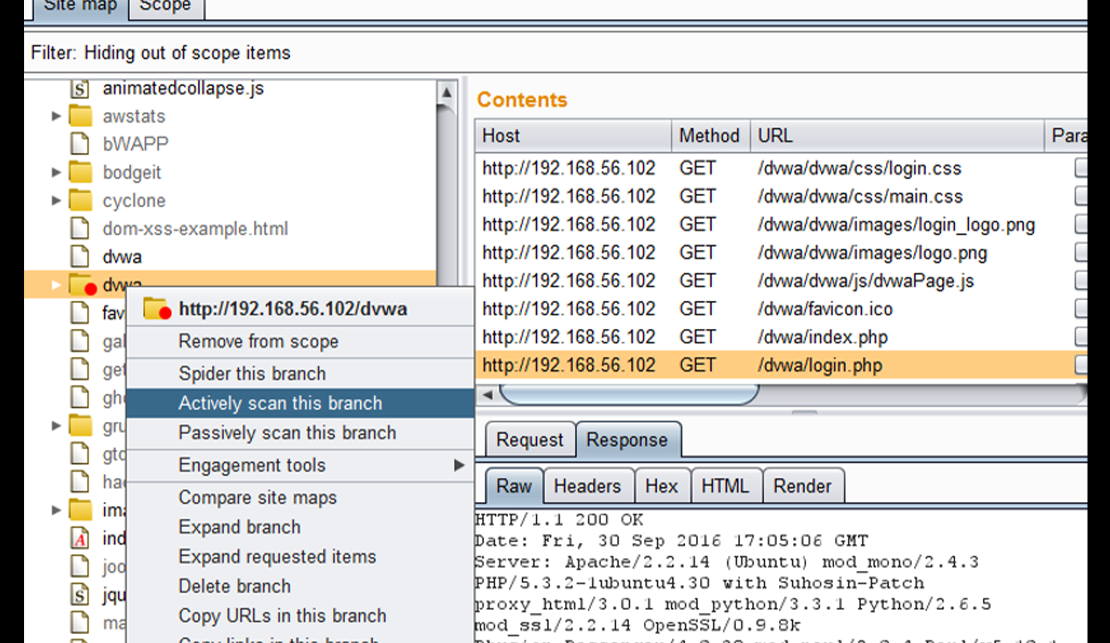 Site map Scope
Filter: Hiding out of scope items
animatedcollapse.js
awstats
bWAPP
bodgeit
cyclone
dom-xss-example.html
dvwa
dvwa
fav
gal
get
gru
ima
ind
joo
jqu
ma
http://192.168.56.102/dvwa
Remove from scope
Spider this branch
Actively scan this branch
Passively scan this branch
Engagement tools
Compare site maps
Expand branch
Expand requested items
Delete branch
Copy URLs in this branch
Copy links in this branch
Contents
Host Method URL Para
http://192.168.56.102 GET /dvwa/dvwa/css/login.css
http://192.168.56.102 GET /dvwa/dvwa/css/main.css
http://192.168.56.102 GET /dvwa/dvwa/images/login_logo.png
http://192.168.56.102 GET /dvwa/dvwa/images/logo.png
http://192.168.56.102 GET /dvwa/dvwa/js/dvwaPage.js
http://192.168.56.102 GET /dvwa/favicon.ico
http://192.168.56.102 GET /dvwa/index.php
http://192.168.56.102 GET /dvwa/login.php
Request Response
Raw Headers Hex HTML Render
HTTP/1.1 200 OK
Date: Fri, 30 Sep 2016 17:05:06 GMT
Server: Apache/2.2.14 (Ubuntu) mod_mono/2.4.3
PHP/5.3.2-1ubuntu4.30 with Suhosin-Patch
proxy_html/3.0.1 mod_python/3.3.1 Python/2.6.5
mod_ssl/2.2.14 OpenSSL/0.9.8k